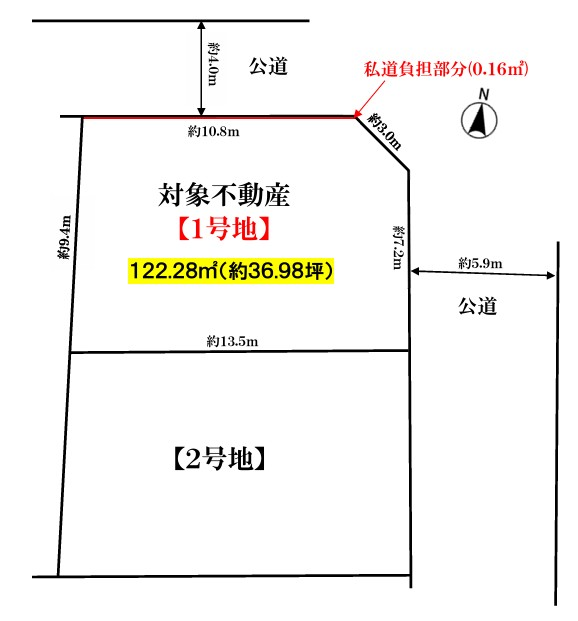 約4.0m
公道
私道負担部分(0.16㎡)
N
約10.8m
約3.0m
対象不動産
【1号地】
122.28㎡(約36.98坪)
約9.4m
約7.2m
約5.9m
公道
約13.5m
【2号地】